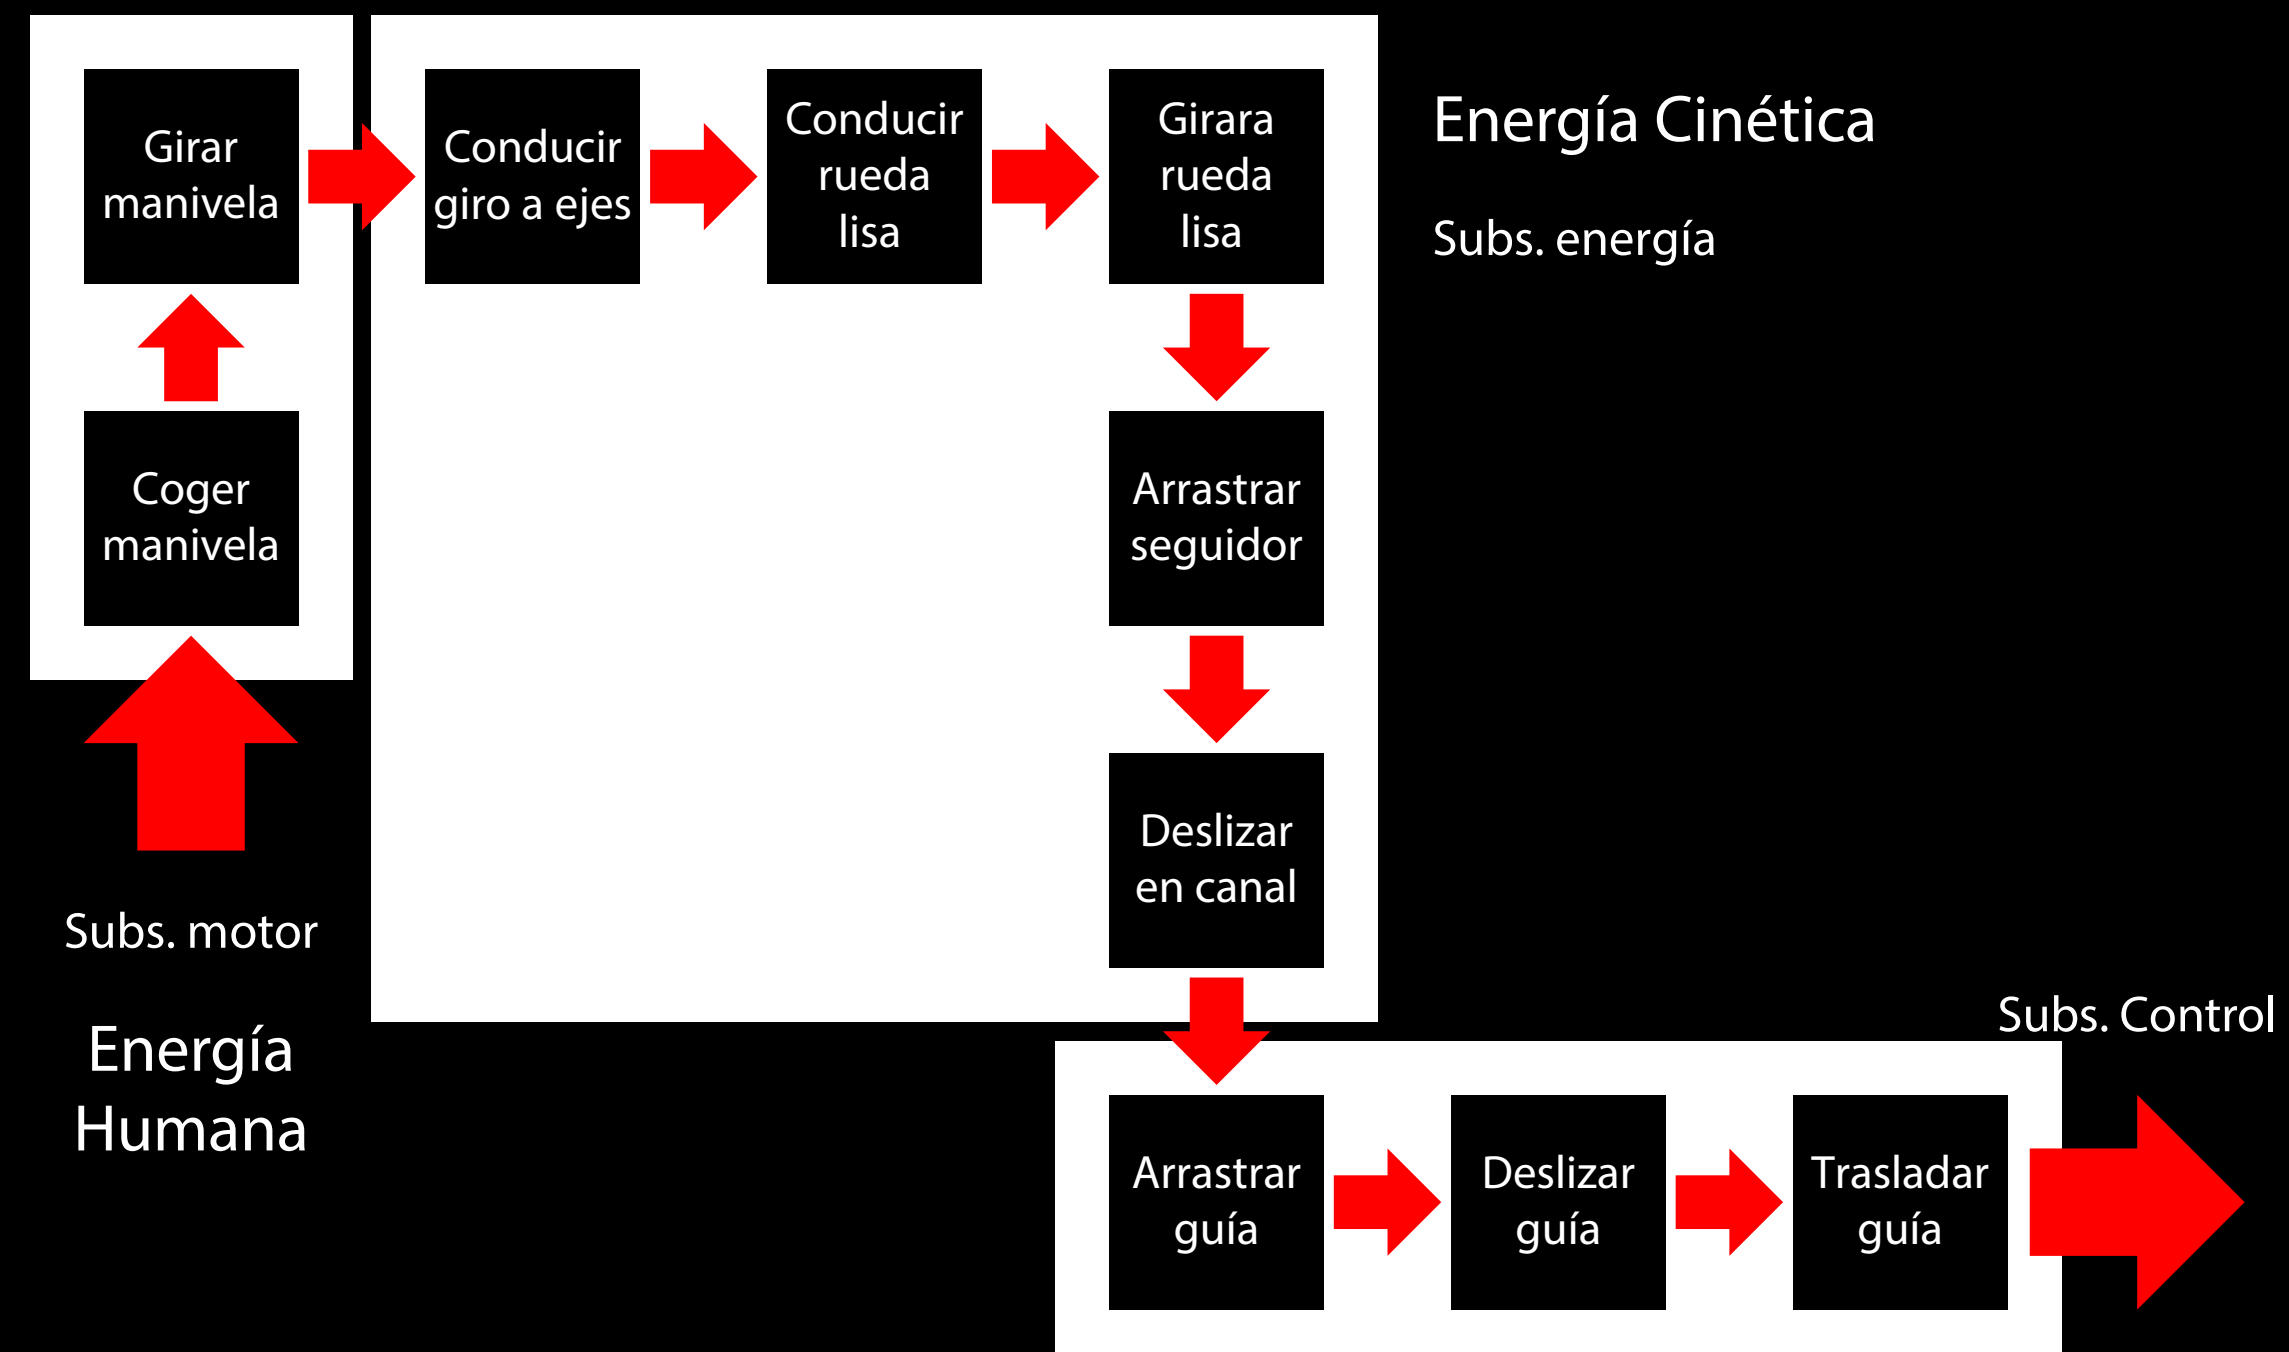 Girar
manivela
Conducir
giro a ejes
Conducir
rueda
lisa
Girara
rueda
lisa
Energía Cinética
Subs. energía
Coger
manivela
Arrastrar
seguidor
Deslizar
en canal
Subs. motor
Energía
Humana
Subs. Control
Arrastrar
guía
Deslizar
guía
Trasladar
guía